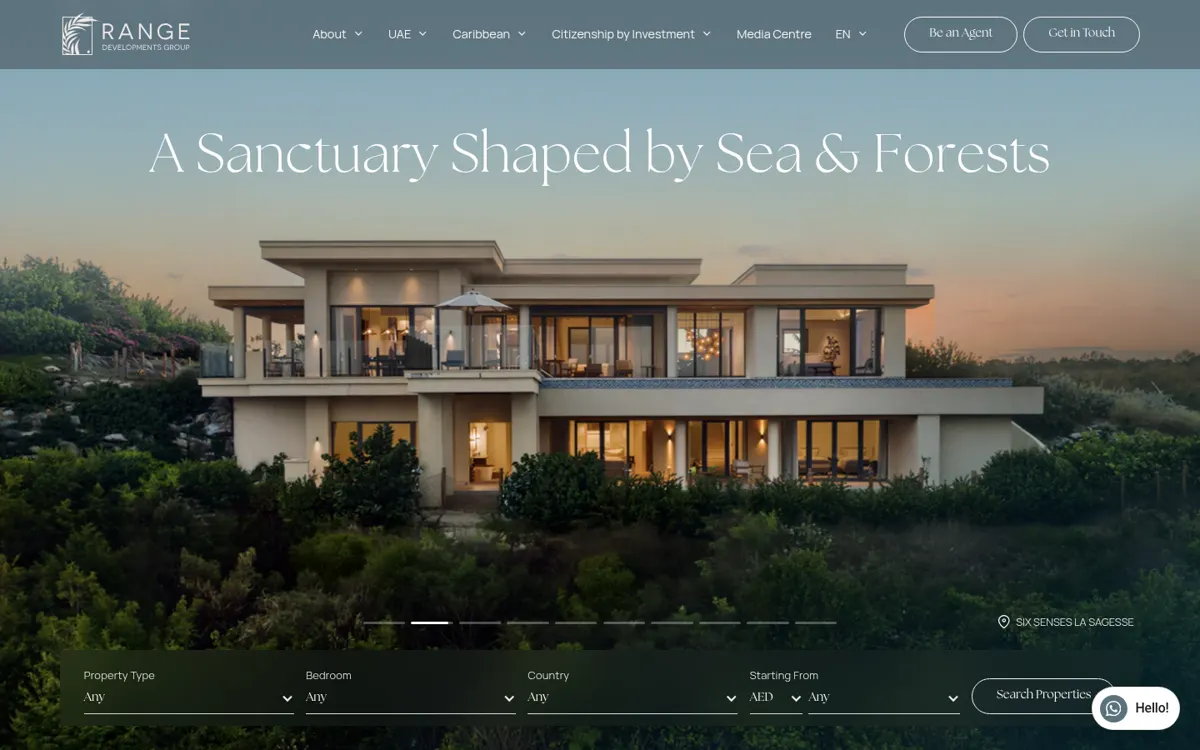 RANGE
DEVELOPMENTS GROUP
About UAE Caribbean Citizenship by Investment Media Centre EN Be an Agent Get in Touch
A Sanctuary Shaped by Sea & Forests
SIX SENSES LA SAGESSE
Property Type Bedroom Country Starting From
Any Any Any AED Any Search Properties
Hello!